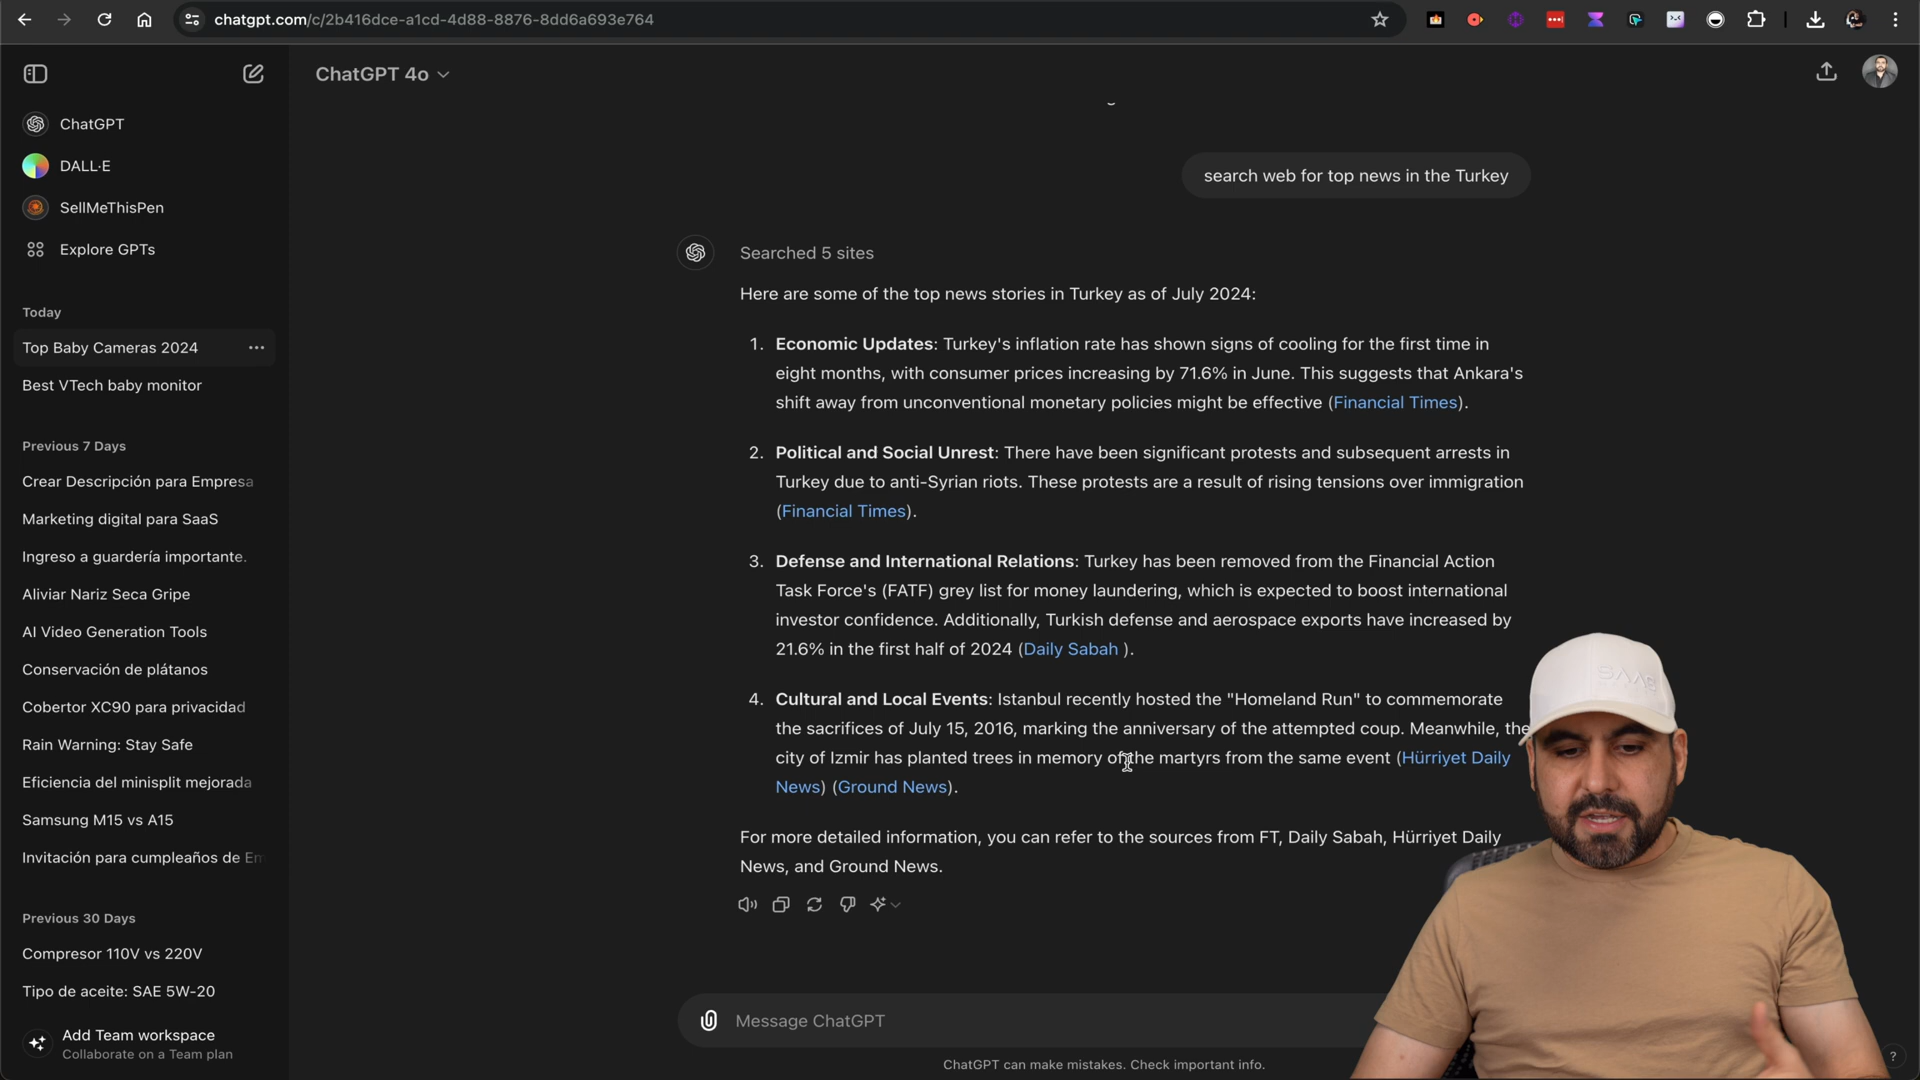 chatgpt.com/c/2b416dce-a1cd-4d88-8876-8dd6a693e764
ChatGPT 4o
ChatGPT
DALL·E
SellMeThisPen
Explore GPTs
Today
Top Baby Cameras 2024
Best VTech baby monitor
Previous 7 Days
Crear Descripción para Empresa
Marketing digital para SaaS
Ingreso a guardería importante.
Aliviar Nariz Seca Gripe
AI Video Generation Tools
Conservación de plátanos
Cobertor XC90 para privacidad
Rain Warning: Stay Safe
Eficiencia del minisplit mejorada
Samsung M15 vs A15
Invitación para cumpleaños de Em
Previous 30 Days
Compresor 110V vs 220V
Tipo de aceite: SAE 5W-20
Add Team workspace
Collaborate on a Team plan
search web for top news in the Turkey
Searched 5 sites
Here are some of the top news stories in Turkey as of July 2024:
1. Economic Updates: Turkey's inflation rate has shown signs of cooling for the first time in
eight months, with consumer prices increasing by 71.6% in June. This suggests that Ankara's
shift away from unconventional monetary policies might be effective (Financial Times).
2. Political and Social Unrest: There have been significant protests and subsequent arrests in
Turkey due to anti-Syrian riots. These protests are a result of rising tensions over immigration
(Financial Times).
3. Defense and International Relations: Turkey has been removed from the Financial Action
Task Force's (FATF) grey list for money laundering, which is expected to boost international
investor confidence. Additionally, Turkish defense and aerospace exports have increased by
21.6% in the first half of 2024 (Daily Sabah ).
4. Cultural and Local Events: Istanbul recently hosted the "Homeland Run" to commemorate
the sacrifices of July 15, 2016, marking the anniversary of the attempted coup. Meanwhile, the
city of Izmir has planted trees in memory of the martyrs from the same event (Hürriyet Daily
News) (Ground News).
For more detailed information, you can refer to the sources from FT, Daily Sabah, Hürriyet Daily
News, and Ground News.
Message ChatGPT
ChatGPT can make mistakes. Check important info.
?
SAAS